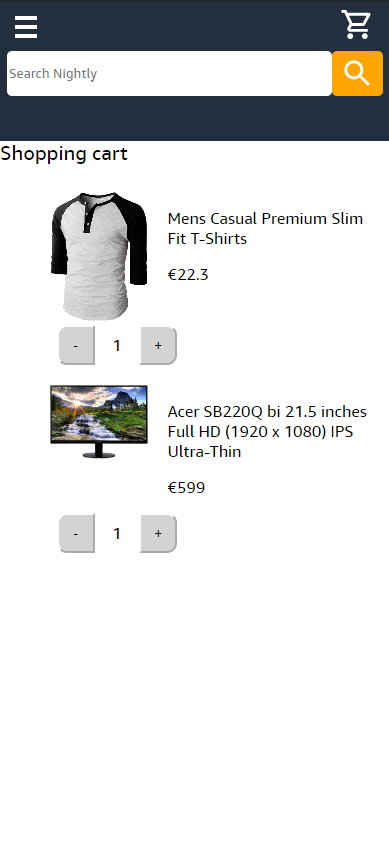 Search Nightly
Shopping cart
Mens Casual Premium Slim
Fit T-Shirts
€22.3
- 1 +
Acer SB220Q bi 21.5 inches
Full HD (1920 x 1080) IPS
Ultra-Thin
€599
- 1 +